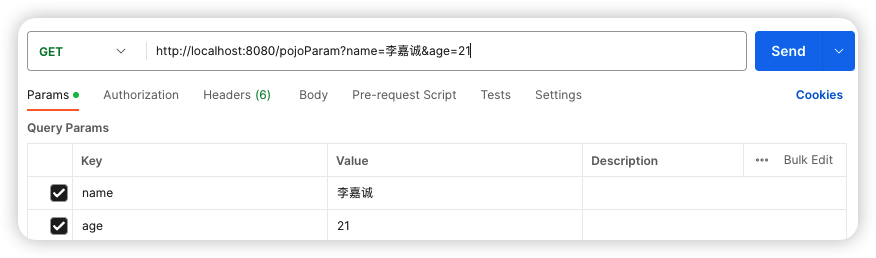 GET http://localhost:8080/pojoParam?name=李嘉诚&age=21 Send
Params Authorization Headers (6) Body Pre-request Script Tests Settings Cookies
Query Params
Key Value Description ••• Bulk Edit
name 李嘉诚
age 21